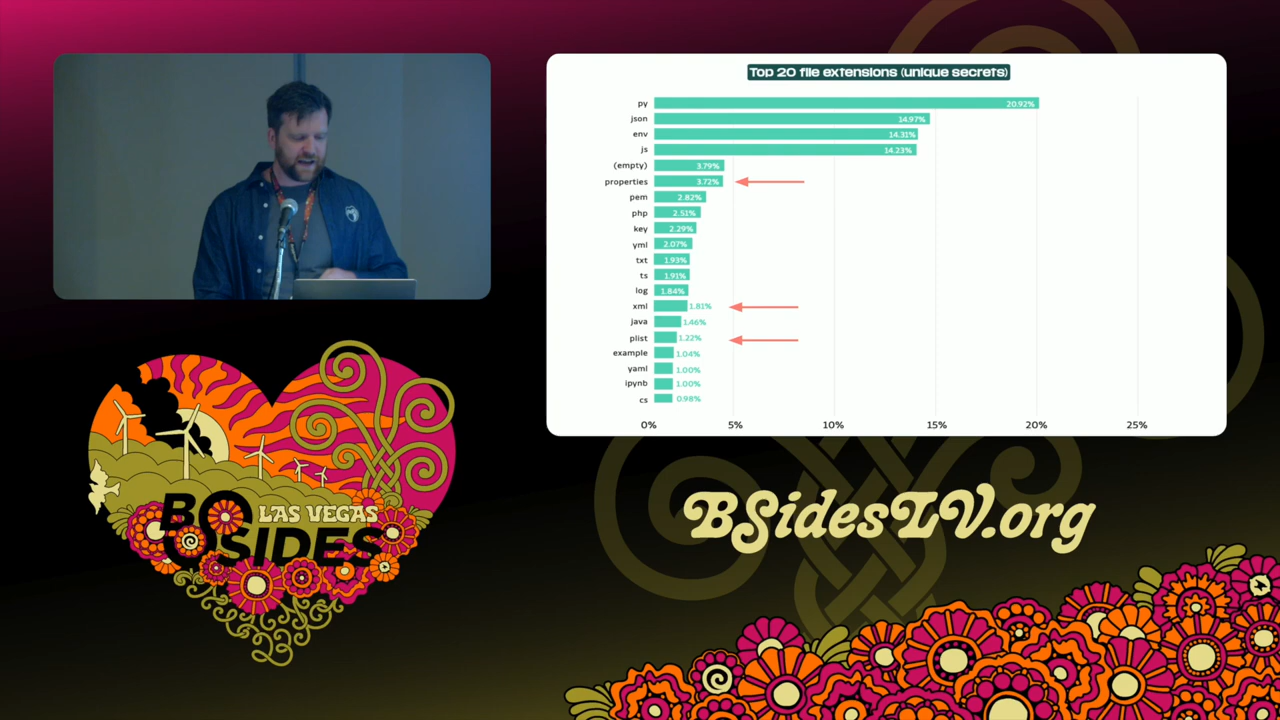 Top 20 file extensions (unique secrets)
py 20.92%
json 14.97%
env 14.31%
js 14.23%
(empty) 3.79%
properties 3.72%
pem 2.82%
php 2.51%
key 2.29%
yml 2.07%
txt 1.93%
ts 1.91%
log 1.84%
xml 1.81%
java 1.46%
plist 1.22%
example 1.04%
yaml 1.00%
ipynb 1.00%
cs 0.98%
0% 5% 10% 15% 20% 25%
LAS VEGAS
BSIDES
BSidesLV.org